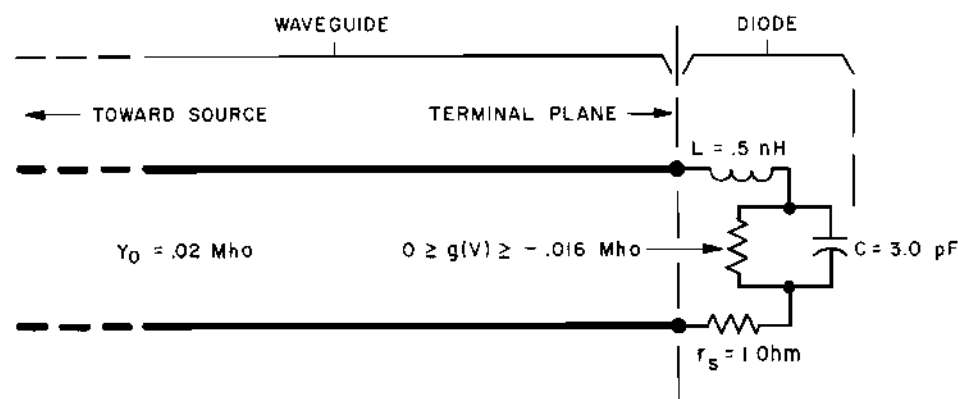 WAVEGUIDE
DIODE
TOWARD SOURCE
TERMINAL PLANE
L = .5 nH
Y₀ = .02 Mho
0 ≥ g(V) ≥ -.016 Mho
C = 3.0 pF
rₛ = 1 Ohm